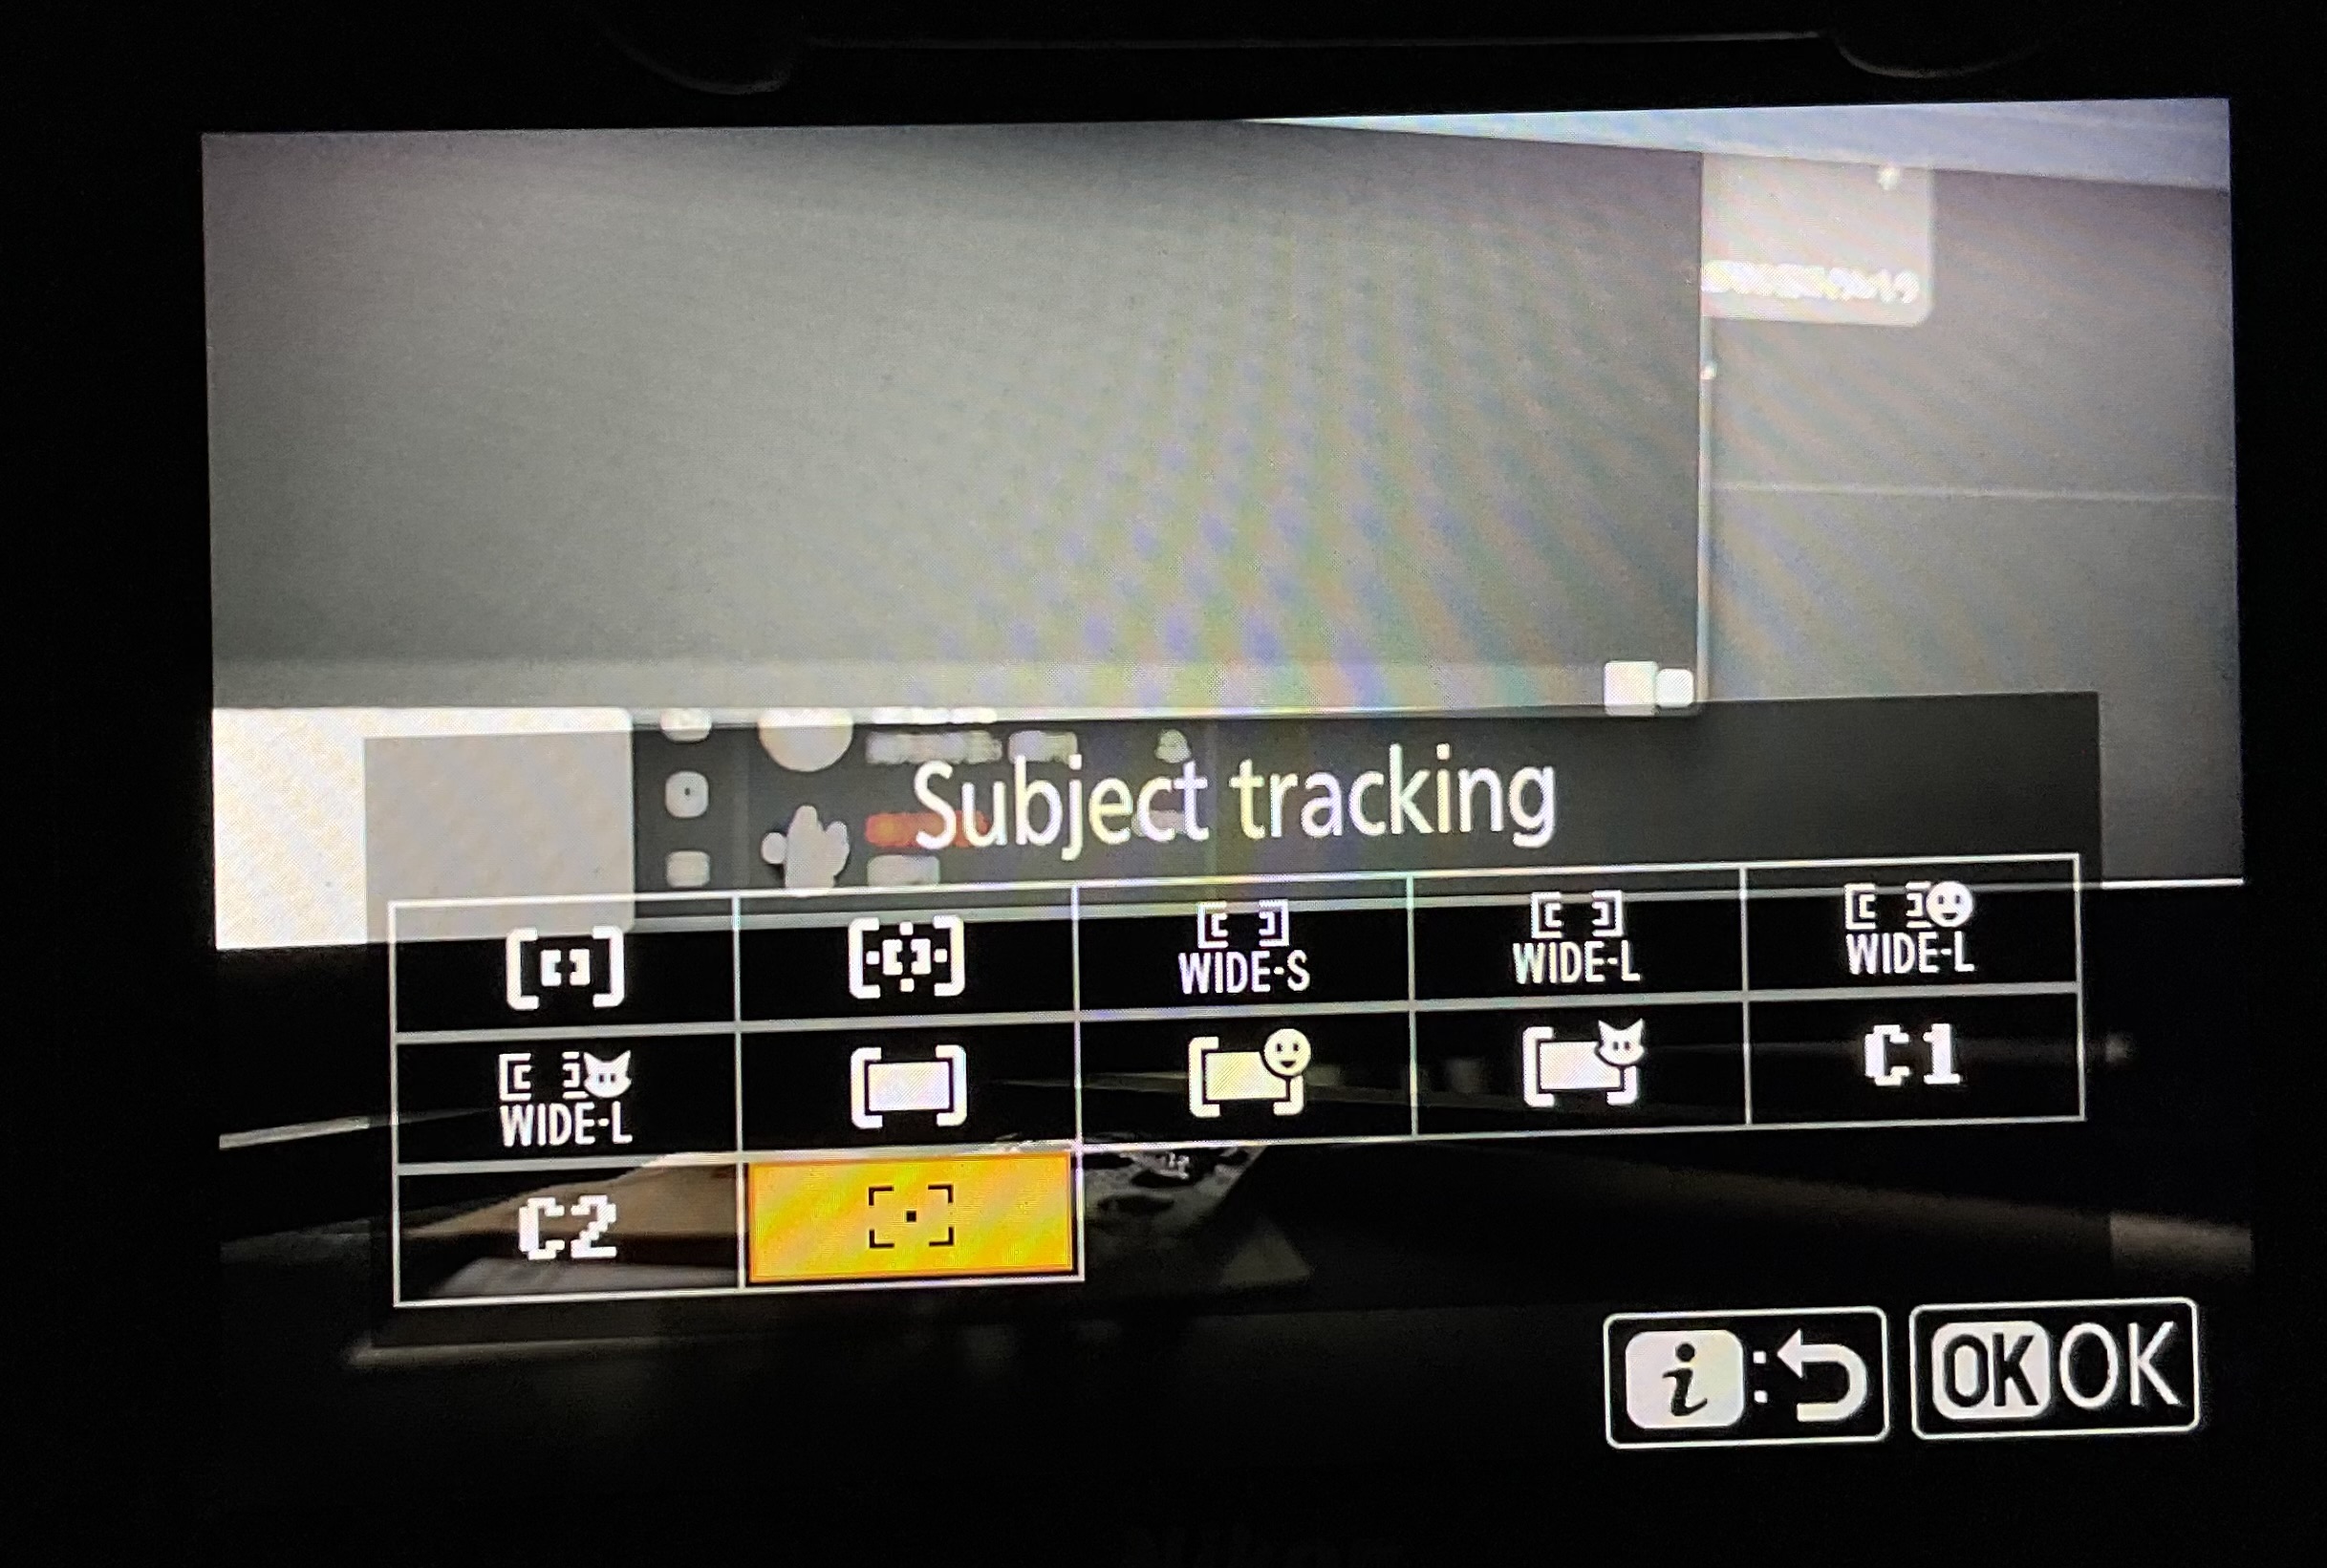 Subject tracking
WIDE-S WIDE-L WIDE-L
WIDE-L C1
C2
i : OK OK